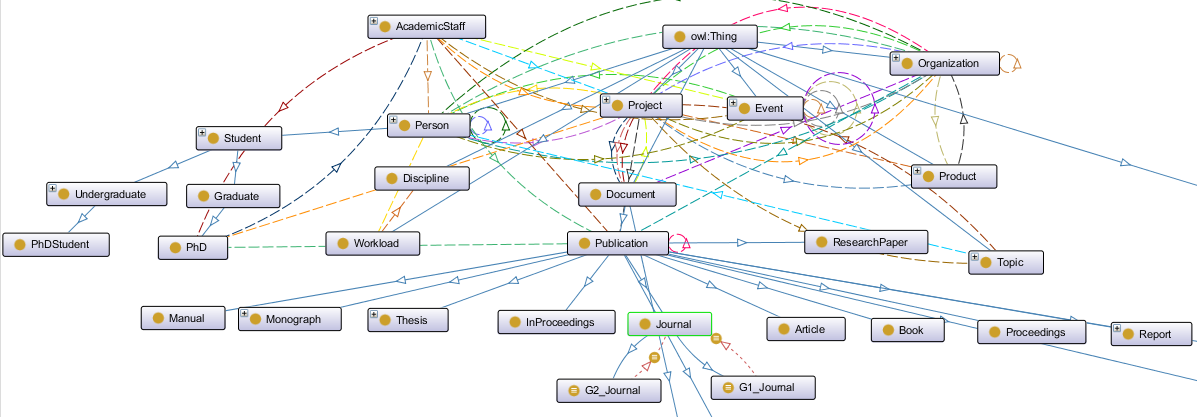 AcademicStaff
owl:Thing
Organization
Project
Event
Person
Student
Discipline
Product
Undergraduate
Graduate
Document
PhDStudent
PhD
Workload
Publication
ResearchPaper
Topic
Manual
Monograph
Thesis
InProceedings
Journal
Article
Book
Proceedings
Report
G2_Journal
G1_Journal